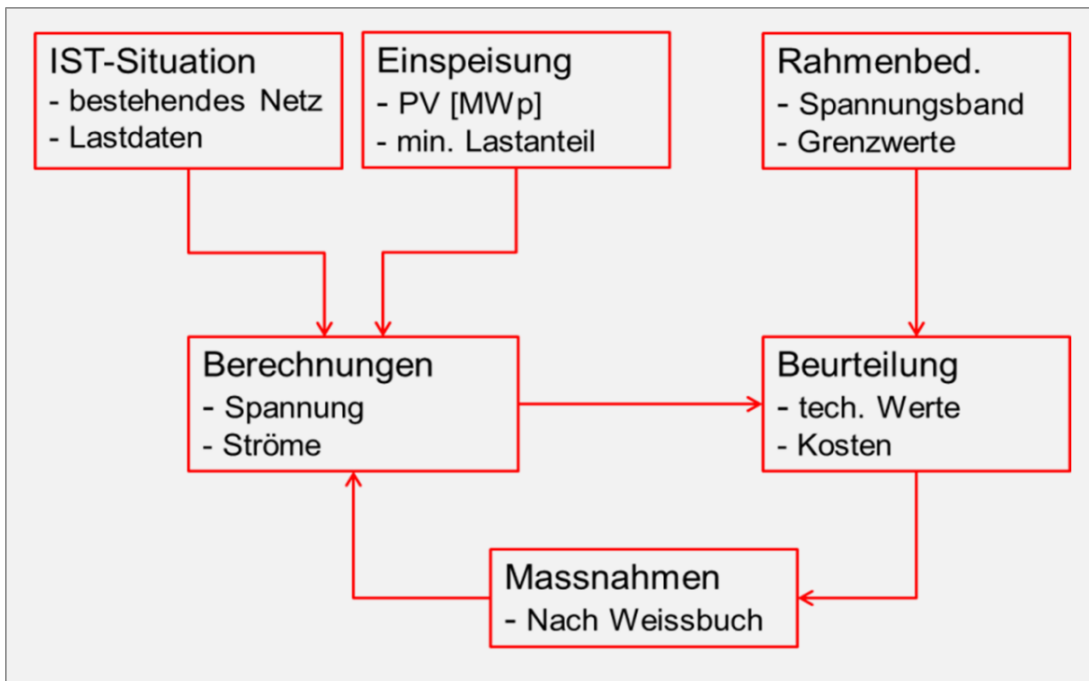 IST-Situation
- bestehendes Netz
- Lastdaten
Einspeisung
- PV [MWp]
- min. Lastanteil
Rahmenbed.
- Spannungsband
- Grenzwerte
Berechnungen
- Spannung
- Ströme
Beurteilung
- tech. Werte
- Kosten
Massnahmen
- Nach Weissbuch